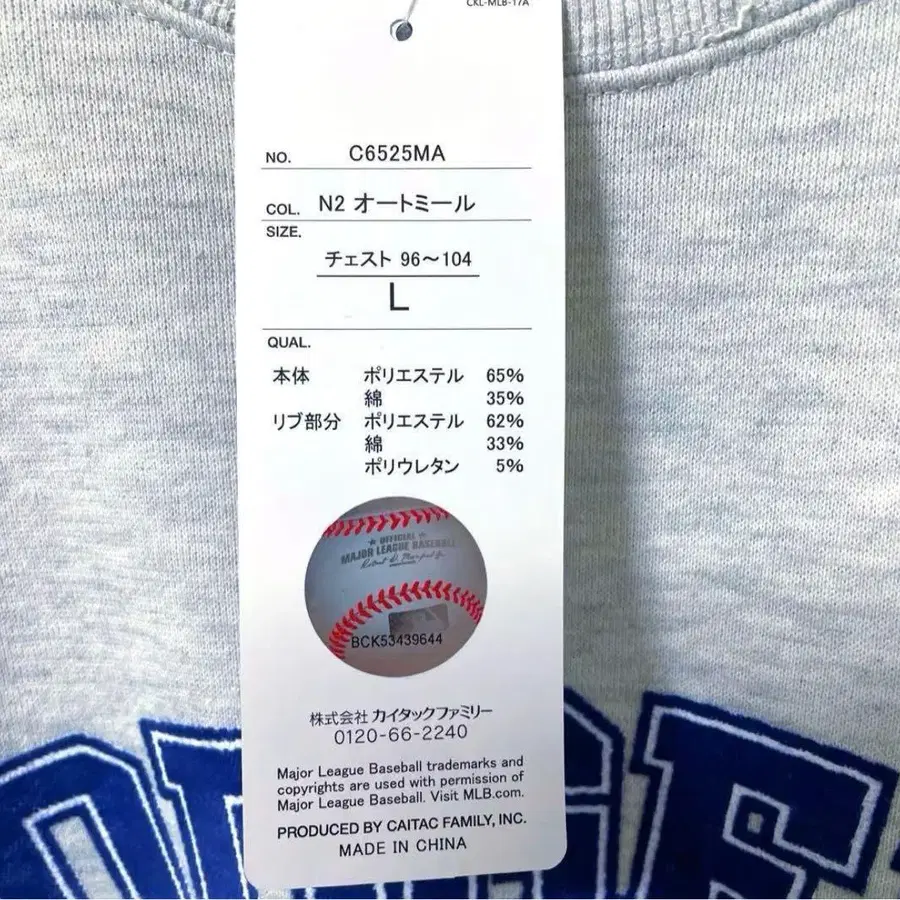 CKL-MLB-17A
NO. C6525MA
COL. N2 オートミール
SIZE.
チェスト 96～104
L
QUAL.
本体 ポリエステル 65%
綿 35%
リブ部分 ポリエステル 62%
綿 33%
ポリウレタン 5%
★ OFFICIAL ★
MAJOR LEAGUE BASEBALL
BCK53439644
株式会社 カイタックファミリー
0120-66-2240
Major League Baseball trademarks and
copyrights are used with permission of
Major League Baseball. Visit MLB.com.
PRODUCED BY CAITAC FAMILY, INC.
MADE IN CHINA